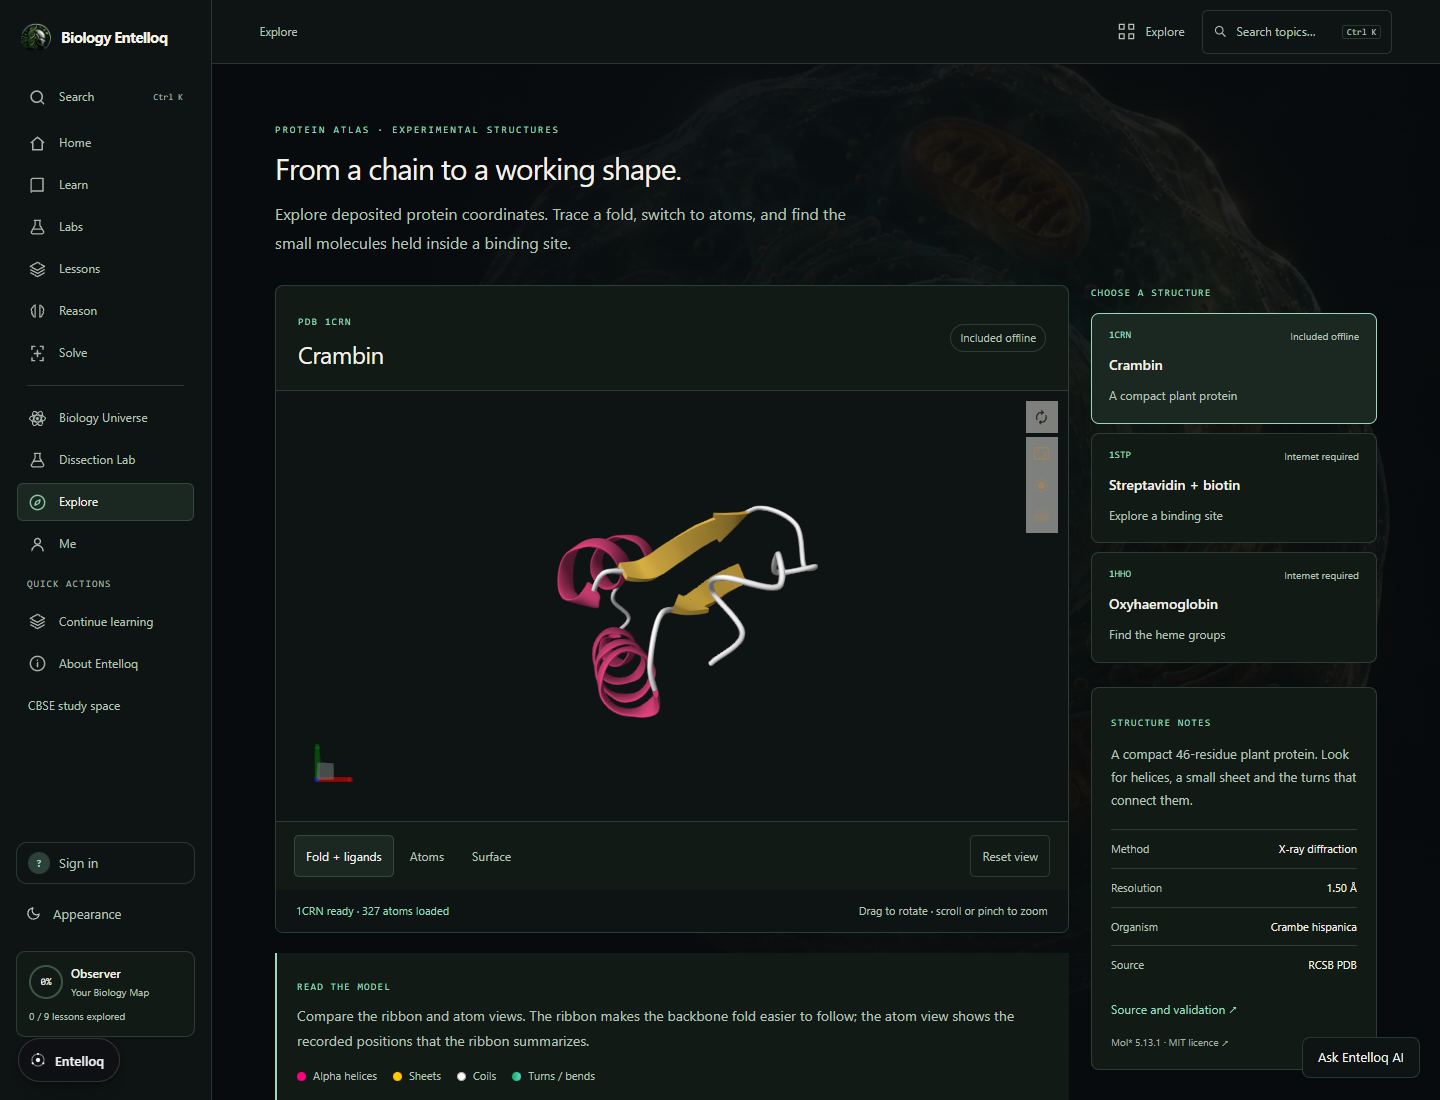 Biology Entelloq
Search
Ctrl K
Home
Learn
Labs
Lessons
Reason
Solve
Biology Universe
Dissection Lab
Explore
Me
QUICK ACTIONS
Continue learning
About Entelloq
CBSE study space
? Sign in
Appearance
0%
Observer
Your Biology Map
0 / 9 lessons explored
Entelloq
Explore
Explore
Search topics...
Ctrl K
PROTEIN ATLAS · EXPERIMENTAL STRUCTURES
From a chain to a working shape.
Explore deposited protein coordinates. Trace a fold, switch to atoms, and find the
small molecules held inside a binding site.
PDB 1CRN
Crambin
Included offline
Fold + ligands
Atoms
Surface
Reset view
1CRN ready · 327 atoms loaded
Drag to rotate · scroll or pinch to zoom
READ THE MODEL
Compare the ribbon and atom views. The ribbon makes the backbone fold easier to follow; the atom view shows the
recorded positions that the ribbon summarizes.
Alpha helices
Sheets
Coils
Turns / bends
CHOOSE A STRUCTURE
1CRN
Included offline
Crambin
A compact plant protein
1STP
Internet required
Streptavidin + biotin
Explore a binding site
1HHO
Internet required
Oxyhaemoglobin
Find the heme groups
STRUCTURE NOTES
A compact 46-residue plant protein. Look
for helices, a small sheet and the turns that
connect them.
Method
X-ray diffraction
Resolution
1.50 Å
Organism
Crambe hispanica
Source
RCSB PDB
Source and validation ↗
Mol* 5.13.1 · MIT licence ↗
Ask Entelloq AI